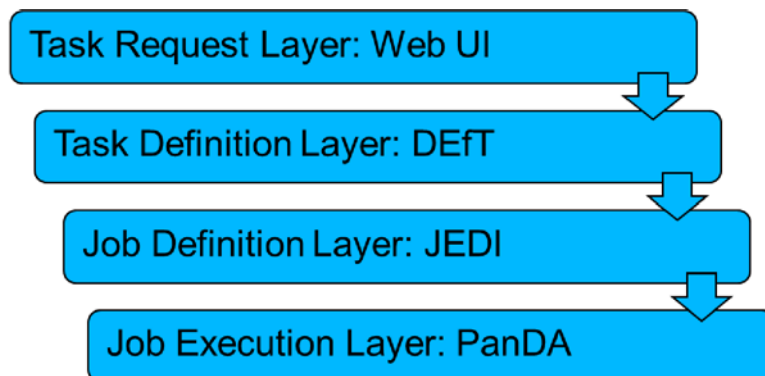 Task Request Layer: Web UI
Task Definition Layer: DEfT
Job Definition Layer: JEDI
Job Execution Layer: PanDA